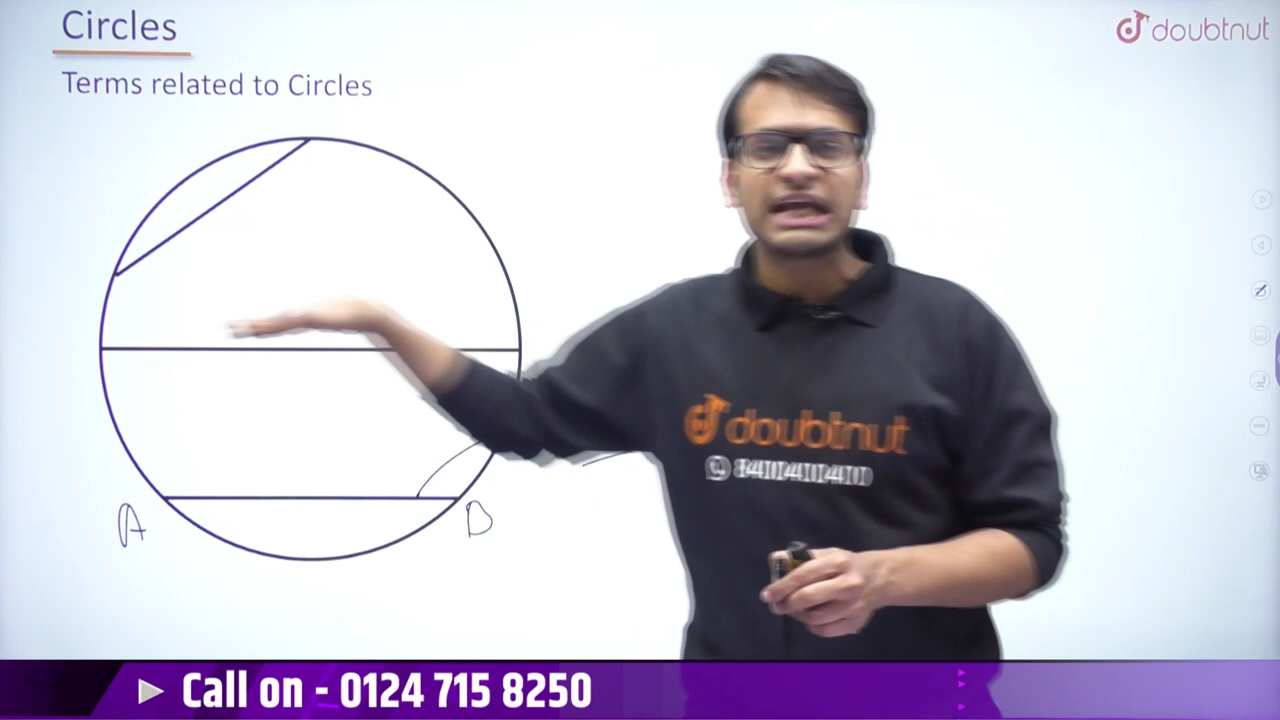 Circles
doubtnut
Terms related to Circles
doubtnut
A
B
Call on - 0124 715 8250